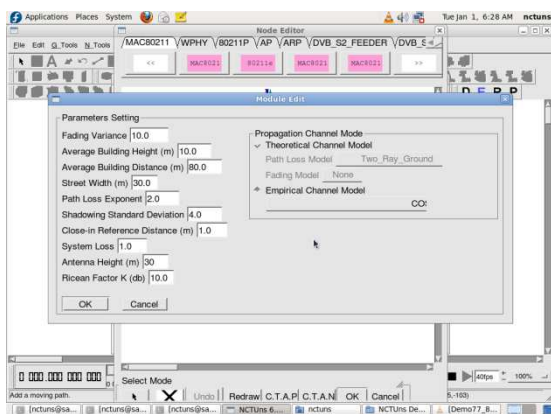 Applications Places System Tue Jan 1, 6:28 AM nctuns
Node Editor
File Edit G_Tools N_Tools
MAC80211 WPHY 80211P AP ARP DVB_S2_FEEDER DVB_S
<< MAC8021 80211e MAC8021 MAC8021 >>
Module Edit
Parameters Setting
Fading Variance 10.0
Average Building Height (m) 10.0
Average Building Distance (m) 80.0
Street Width (m) 30.0
Path Loss Exponent 2.0
Shadowing Standard Deviation 4.0
Close-in Reference Distance (m) 1.0
System Loss 1.0
Antenna Height (m) 30
Ricean Factor K (db) 10.0
OK Cancel
Propagation Channel Mode
Theoretical Channel Model
Path Loss Model Two_Ray_Ground
Fading Model None
Empirical Channel Model
CO
Select Mode
Undo Redraw C.T.A.P C.T.A.N OK Cancel
40fps 100%
Add a moving path.
[nctuns@sa... [nctuns@sa... [nctuns@sa... NCTUns 6.... nctuns NCTUns De... [Demo77_8...